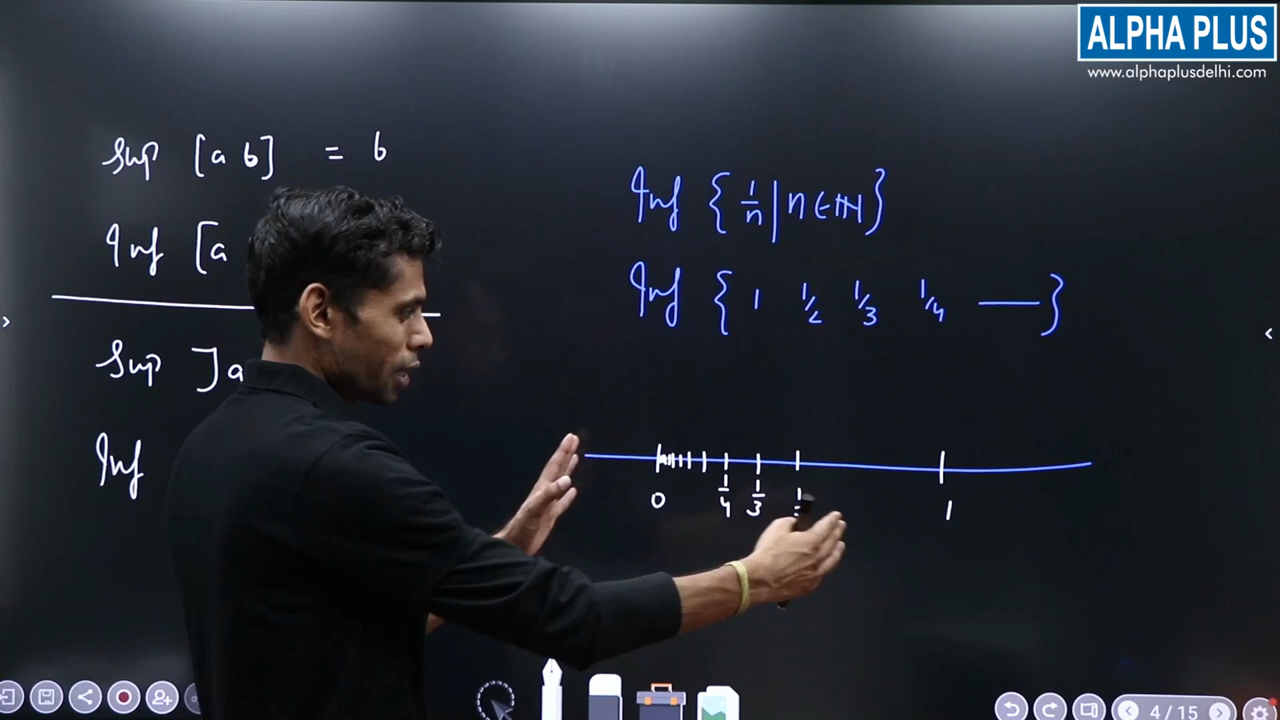 ALPHA PLUS
www.alphaplusdelhi.com
Sup [a b] = b
Inf [a
Sup ]a
Inf
Inf { 1/n | n ∈ ℕ }
Inf { 1 1/2 1/3 1/4 — }
0 1/4 1/3 1
4/15